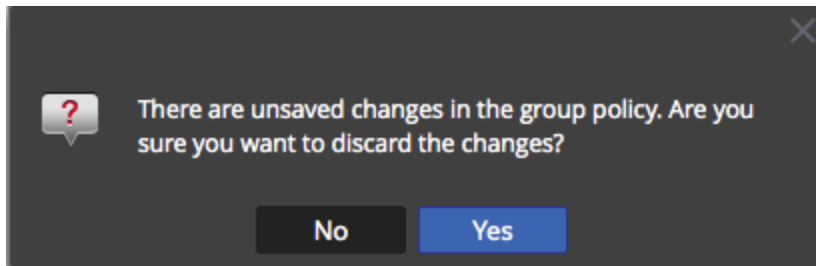 ?
There are unsaved changes in the group policy. Are you
sure you want to discard the changes?
No Yes